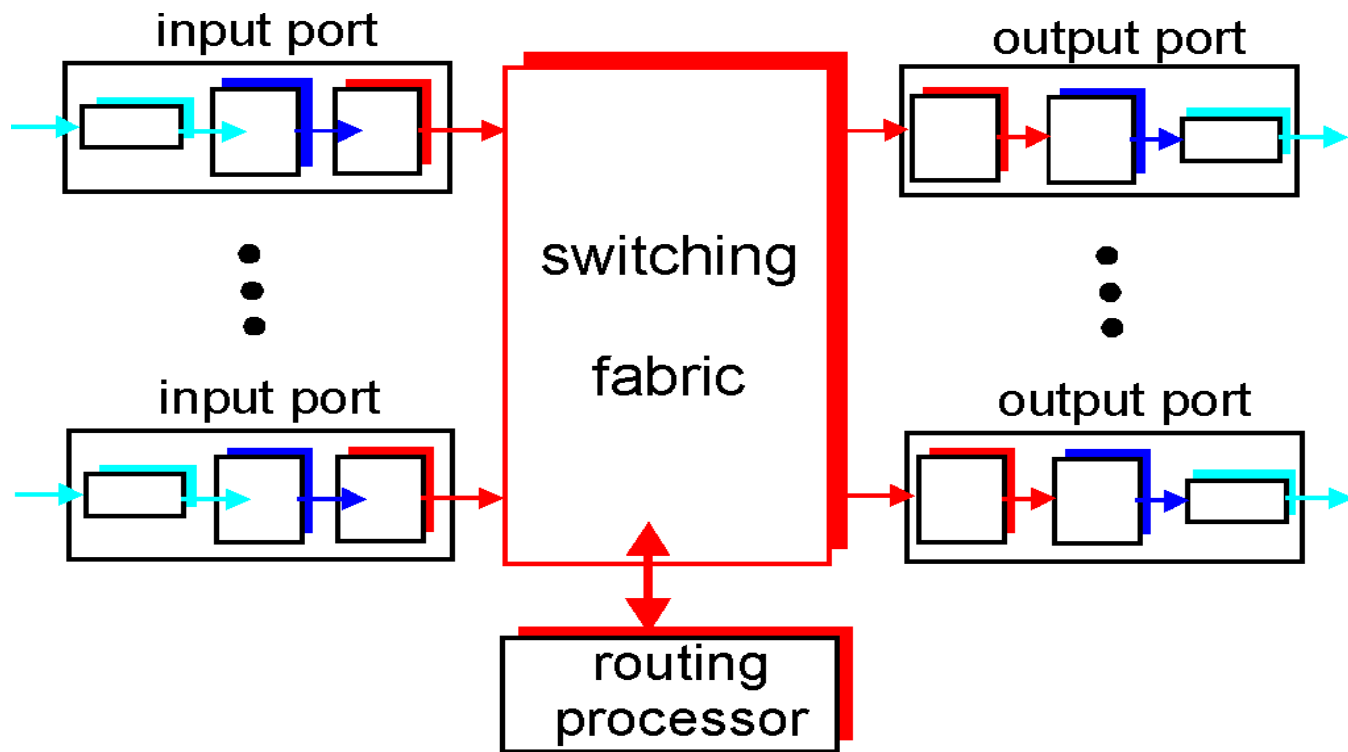 input port
output port
switching
fabric
input port
output port
routing
processor